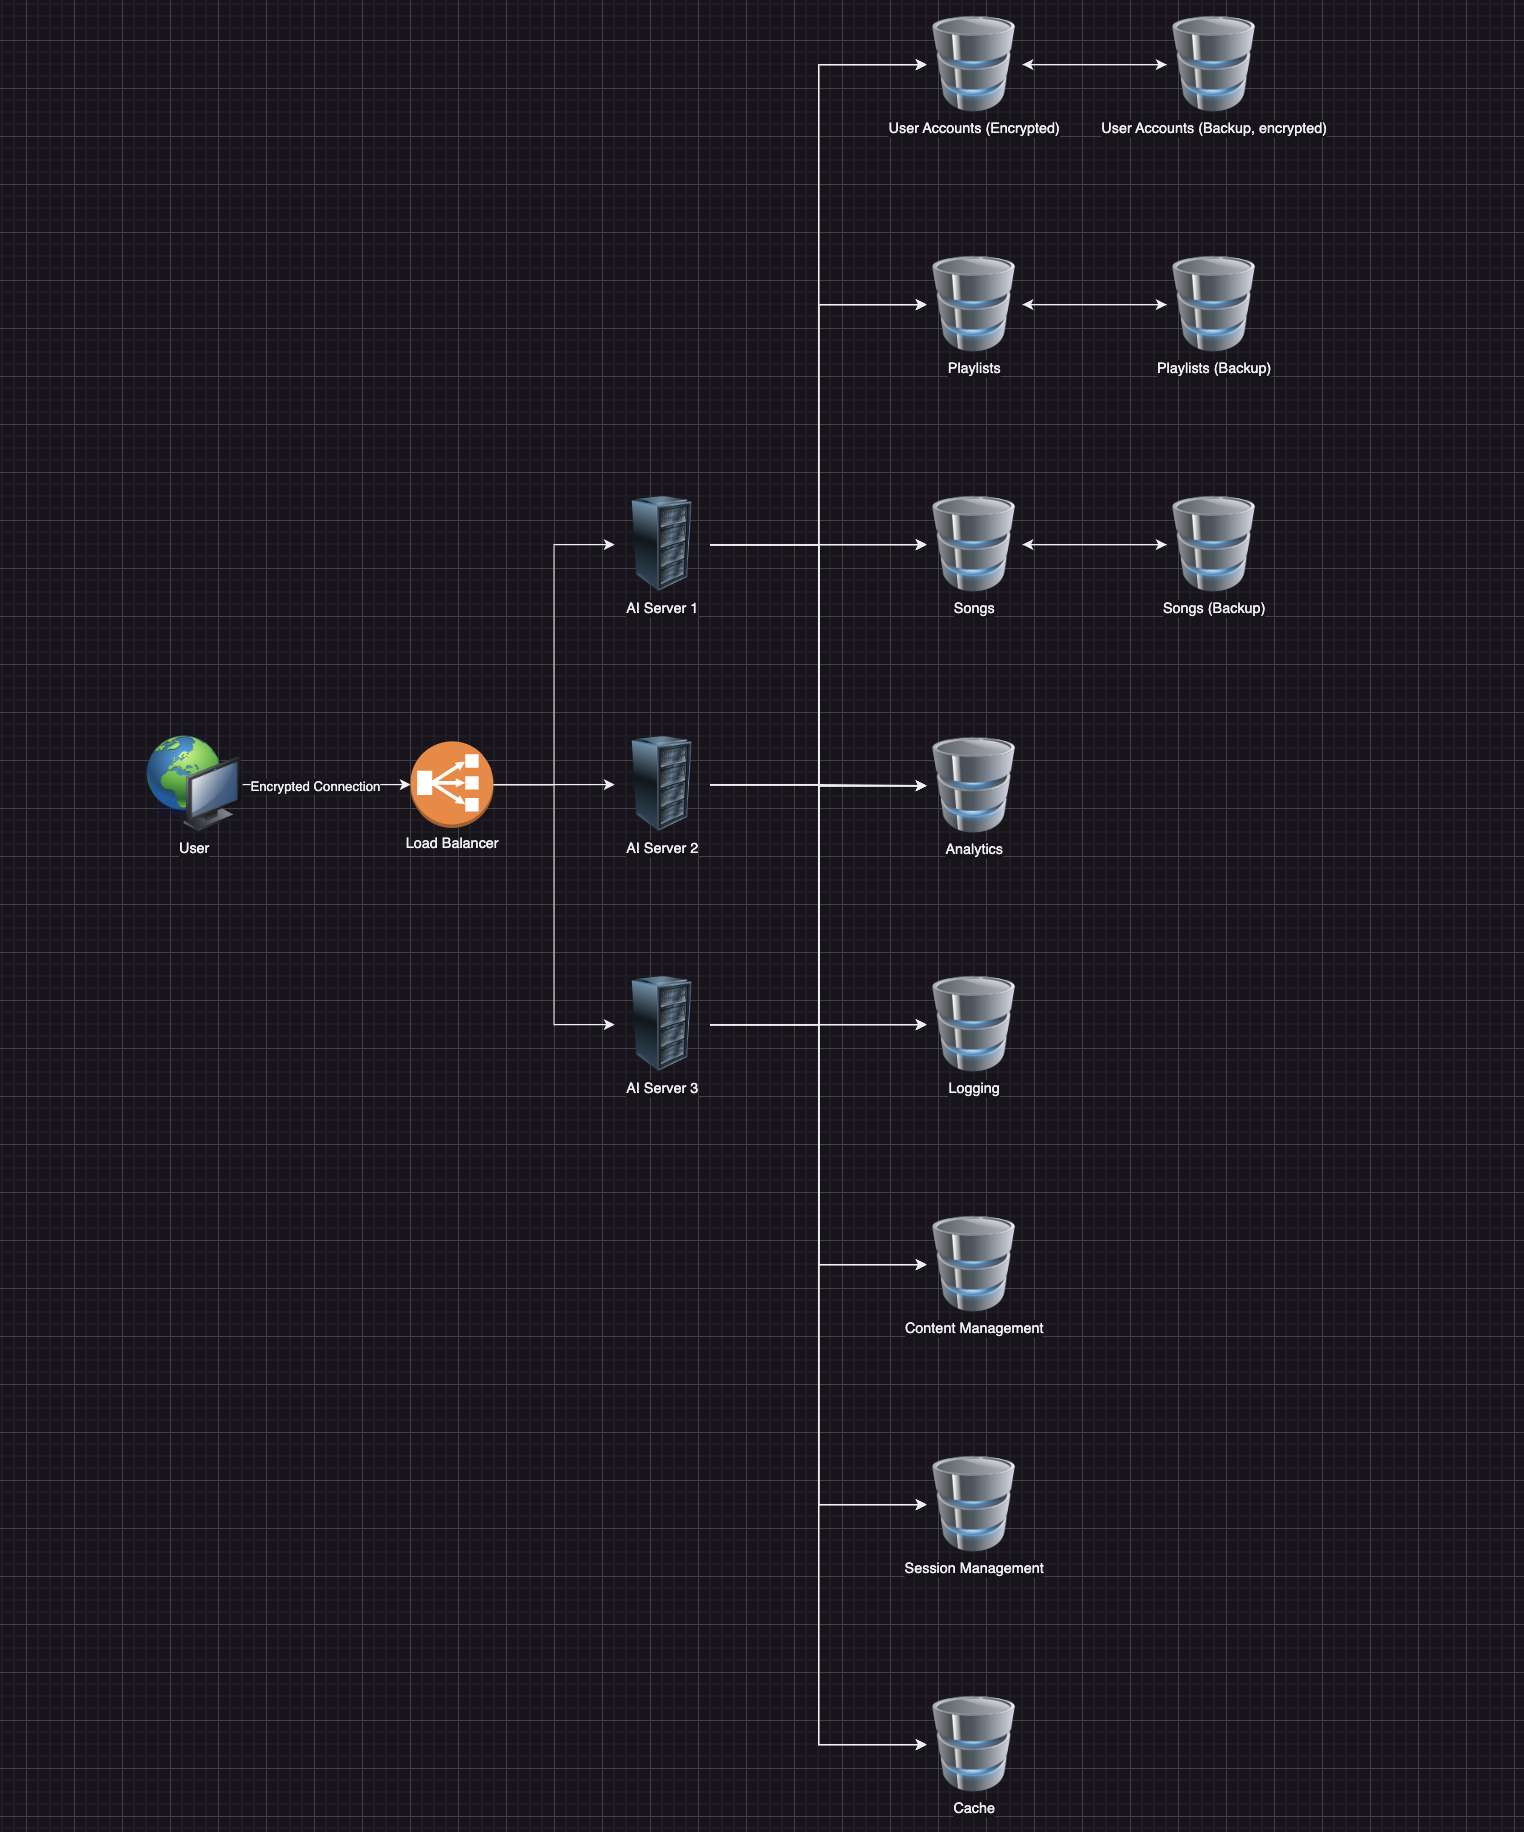 User Accounts (Encrypted)
User Accounts (Backup, encrypted)
Playlists
Playlists (Backup)
AI Server 1
Songs
Songs (Backup)
Encrypted Connection
User
Load Balancer
AI Server 2
Analytics
AI Server 3
Logging
Content Management
Session Management
Cache